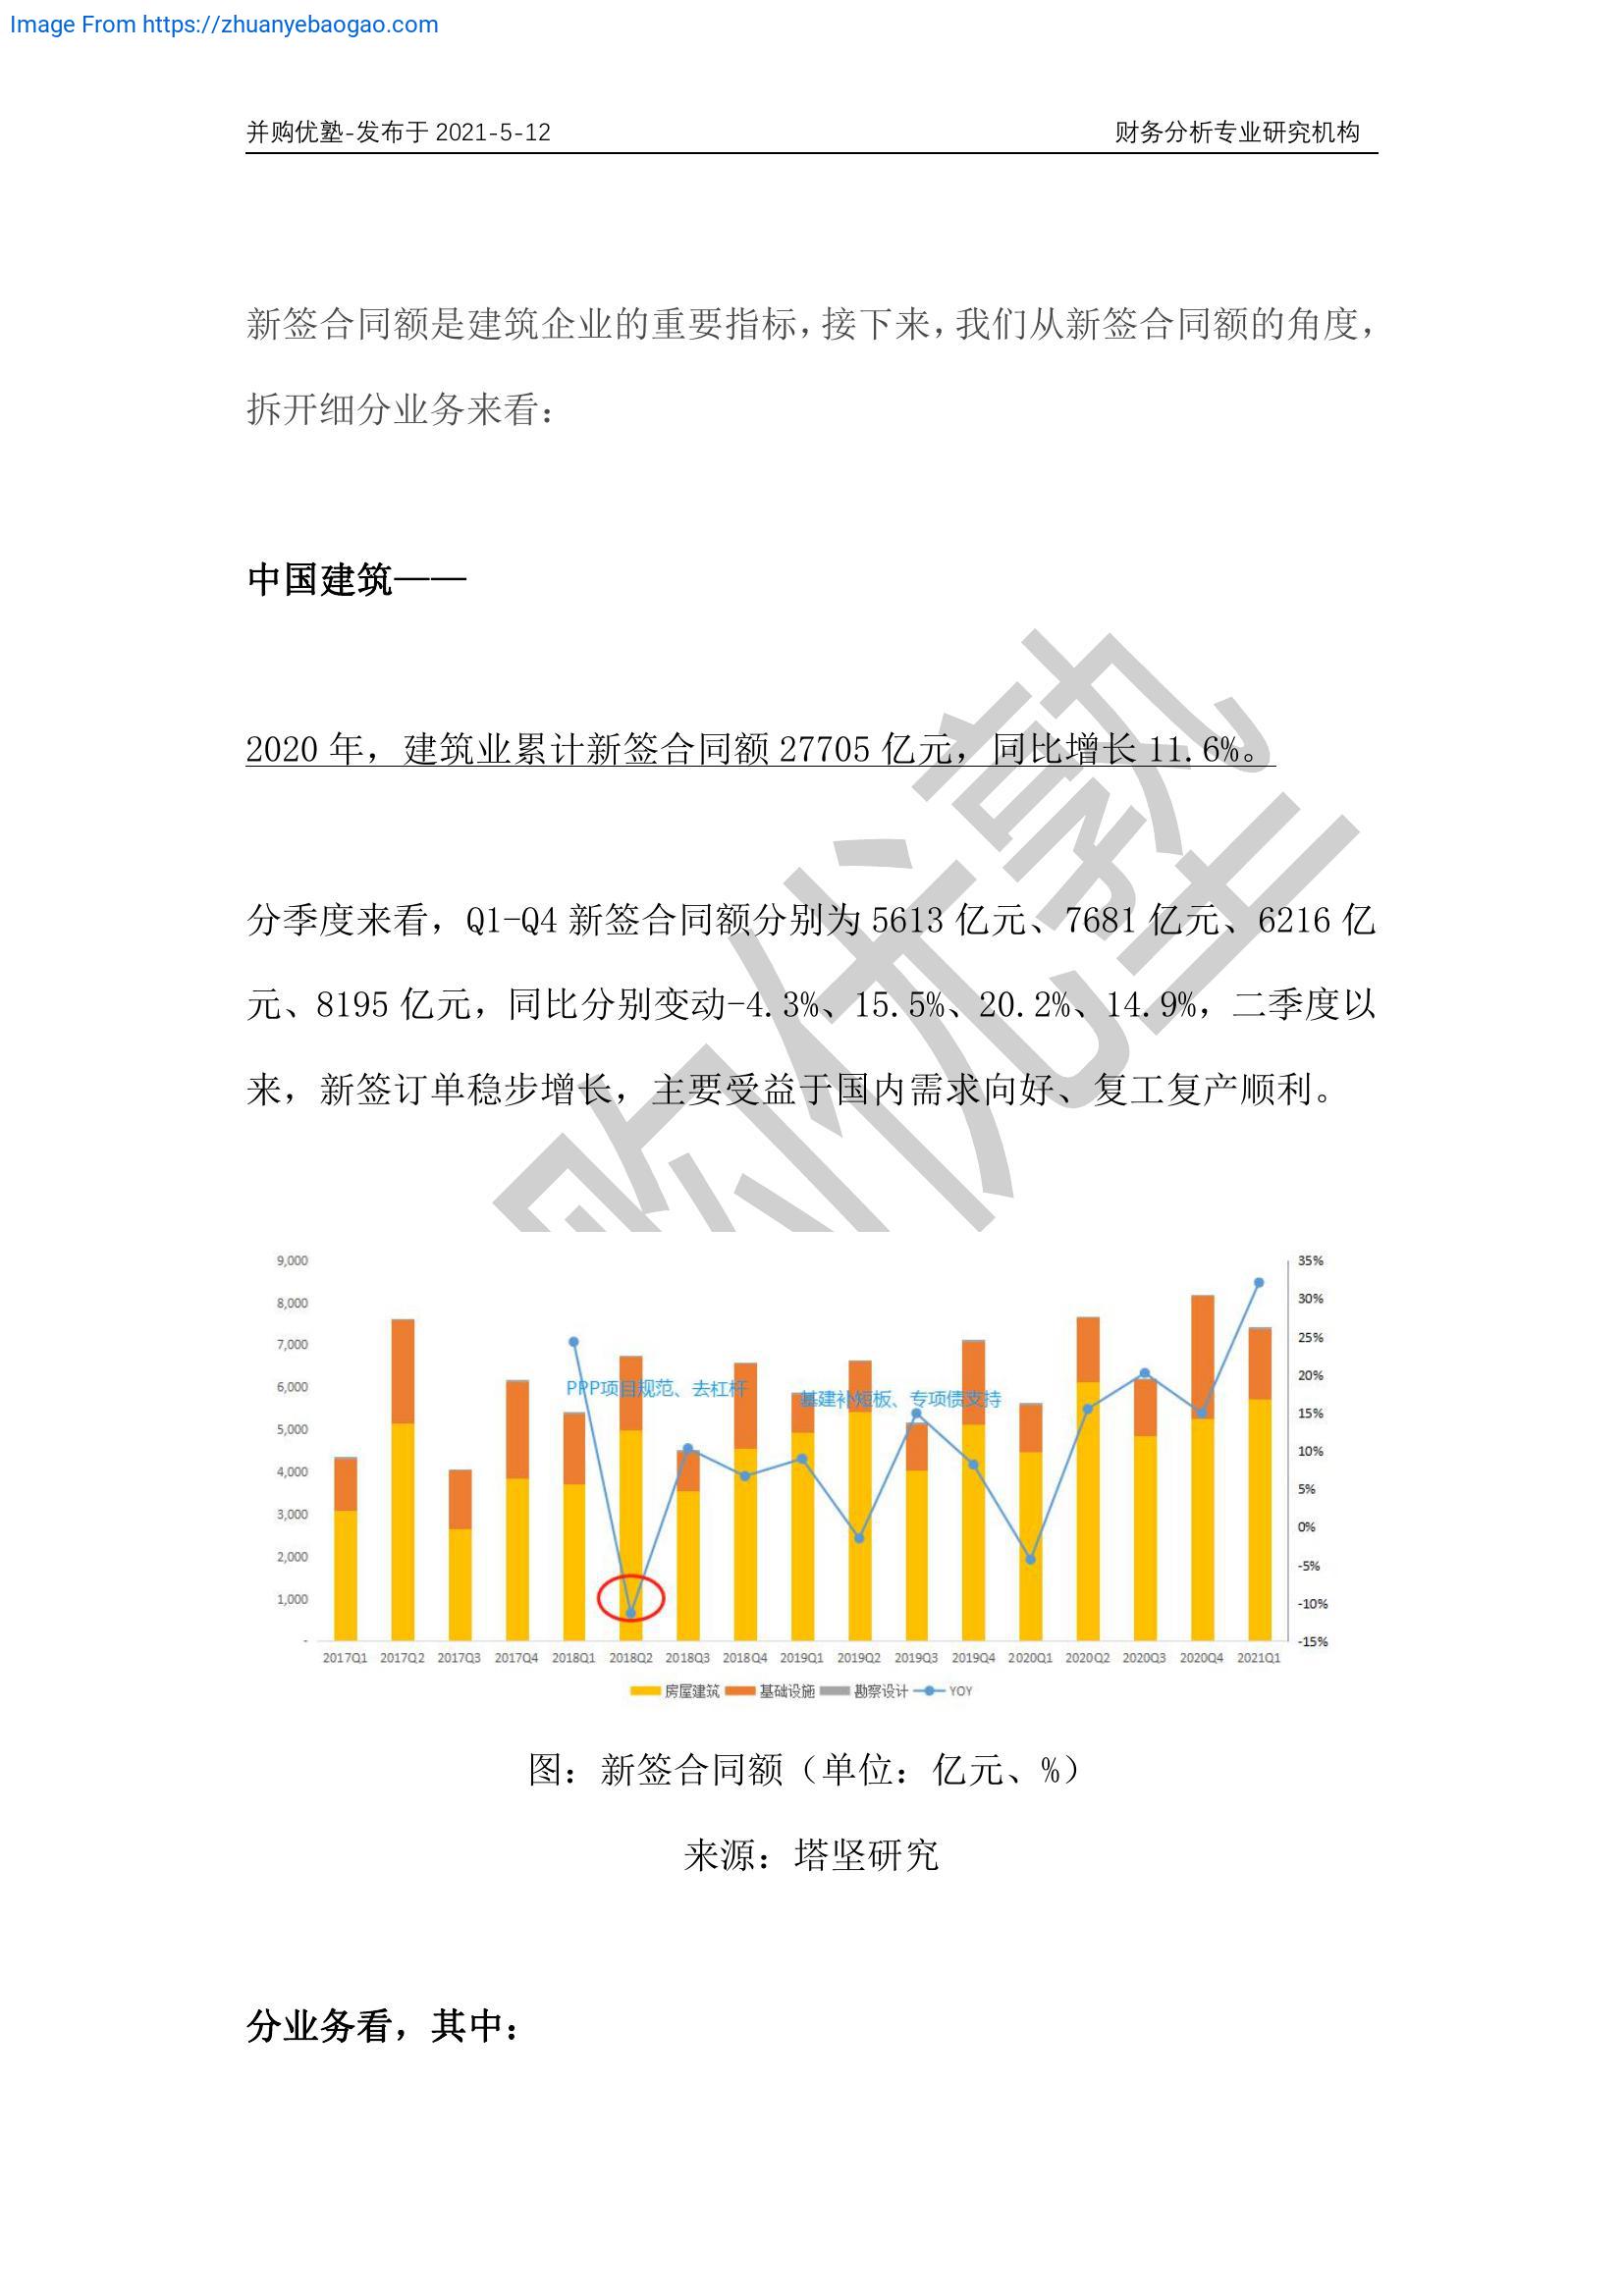 Image From https://zhuanyebaogao.com
并购优塾-发布于 2021-5-12 财务分析专业研究机构
新签合同额是建筑企业的重要指标，接下来，我们从新签合同额的角度，
拆开细分业务来看：
中国建筑——
2020 年，建筑业累计新签合同额 27705 亿元，同比增长 11.6%。
分季度来看，Q1-Q4 新签合同额分别为 5613 亿元、7681 亿元、6216 亿
元、8195 亿元，同比分别变动-4.3%、15.5%、20.2%、14.9%，二季度以
来，新签订单稳步增长，主要受益于国内需求向好、复工复产顺利。
购优塾
9,000 35%
8,000 30%
7,000 25%
6,000 20%
5,000 15%
4,000 10%
3,000 5%
2,000 0%
1,000 -5%
- -10%
-15%
PPP项目规范、去杠杆
基建补短板、专项债支持
2017Q1 2017Q2 2017Q3 2017Q4 2018Q1 2018Q2 2018Q3 2018Q4 2019Q1 2019Q2 2019Q3 2019Q4 2020Q1 2020Q2 2020Q3 2020Q4 2021Q1
房屋建筑 基础设施 勘察设计 YOY
图：新签合同额（单位：亿元、%）
来源：塔坚研究
分业务看，其中：